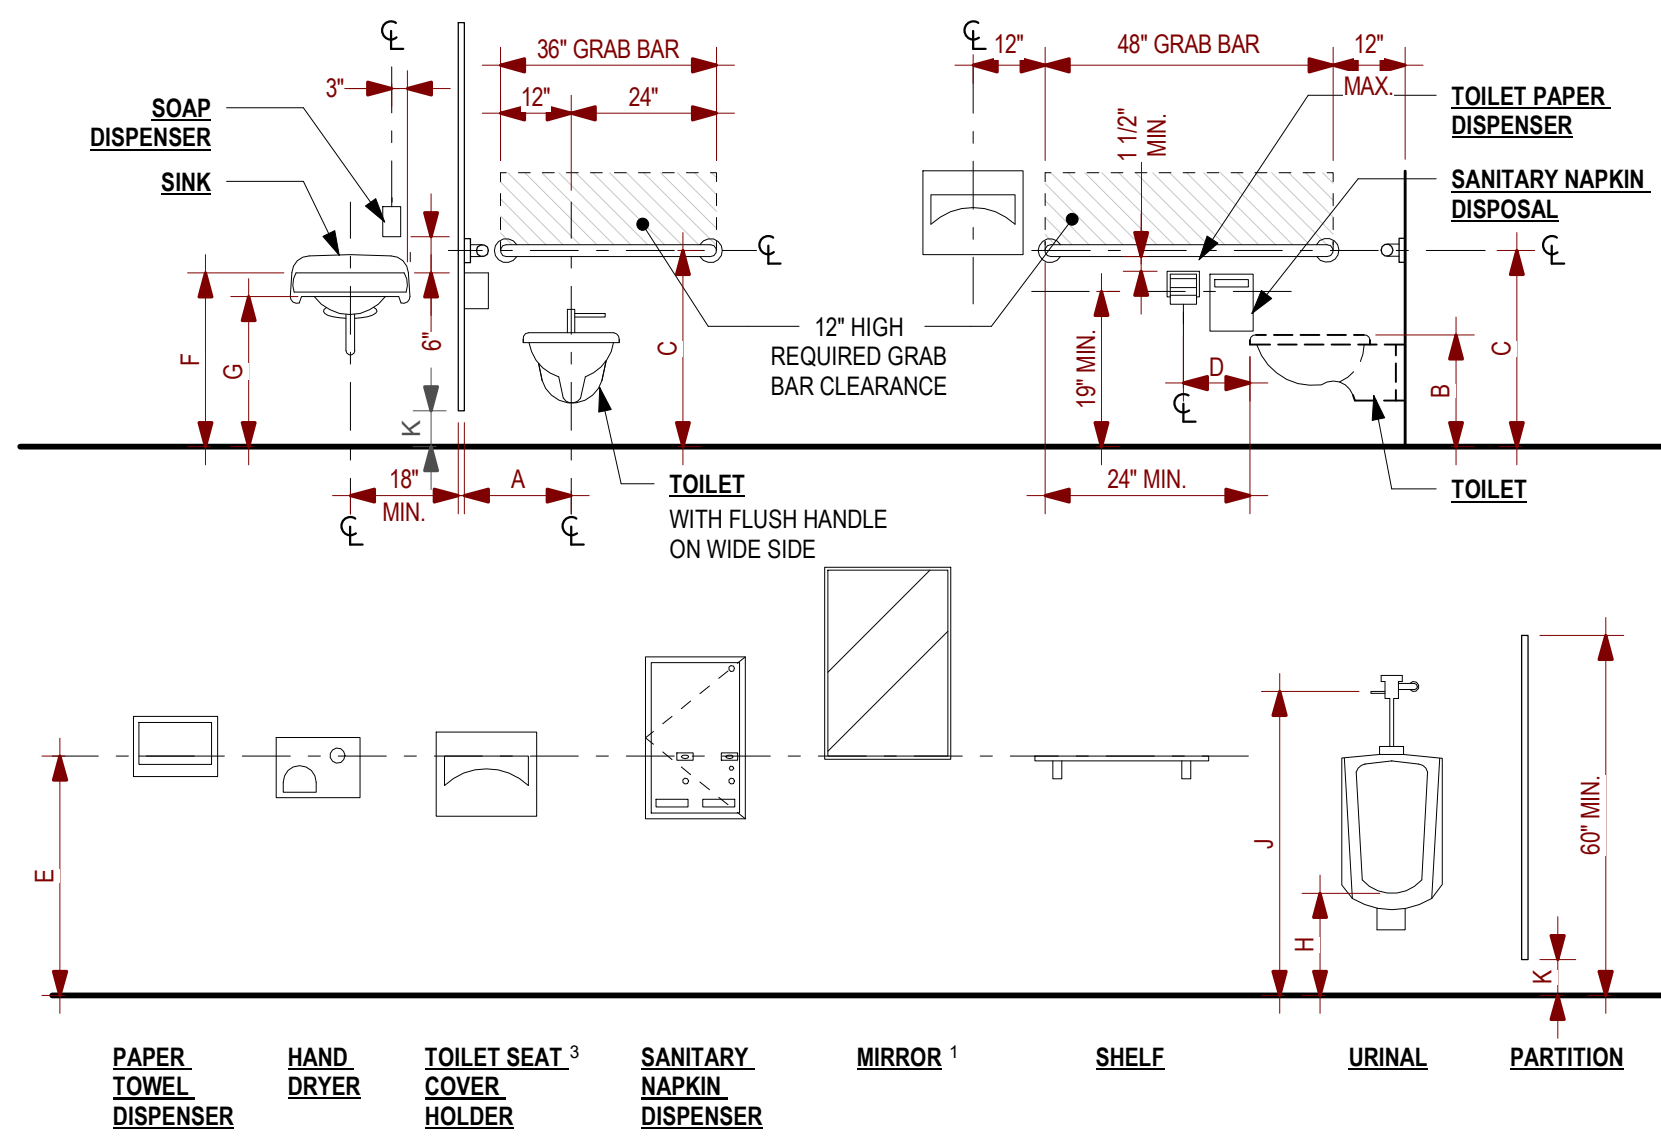 ℄
36" GRAB BAR
3"
12"
24"
SOAP
DISPENSER
SINK
℄
F
G
6"
K
C
18"
MIN.
A
℄
℄
TOILET
WITH FLUSH HANDLE
ON WIDE SIDE
12" HIGH
REQUIRED GRAB
BAR CLEARANCE
℄
12"
48" GRAB BAR
12"
MAX.
1 1/2"
MIN.
TOILET PAPER
DISPENSER
SANITARY NAPKIN
DISPOSAL
℄
19" MIN.
D
℄
B
C
24" MIN.
TOILET
E
J
H
K
60" MIN.
PAPER
TOWEL
DISPENSER
HAND
DRYER
TOILET SEAT 3
COVER
HOLDER
SANITARY
NAPKIN
DISPENSER
MIRROR 1
SHELF
URINAL
PARTITION